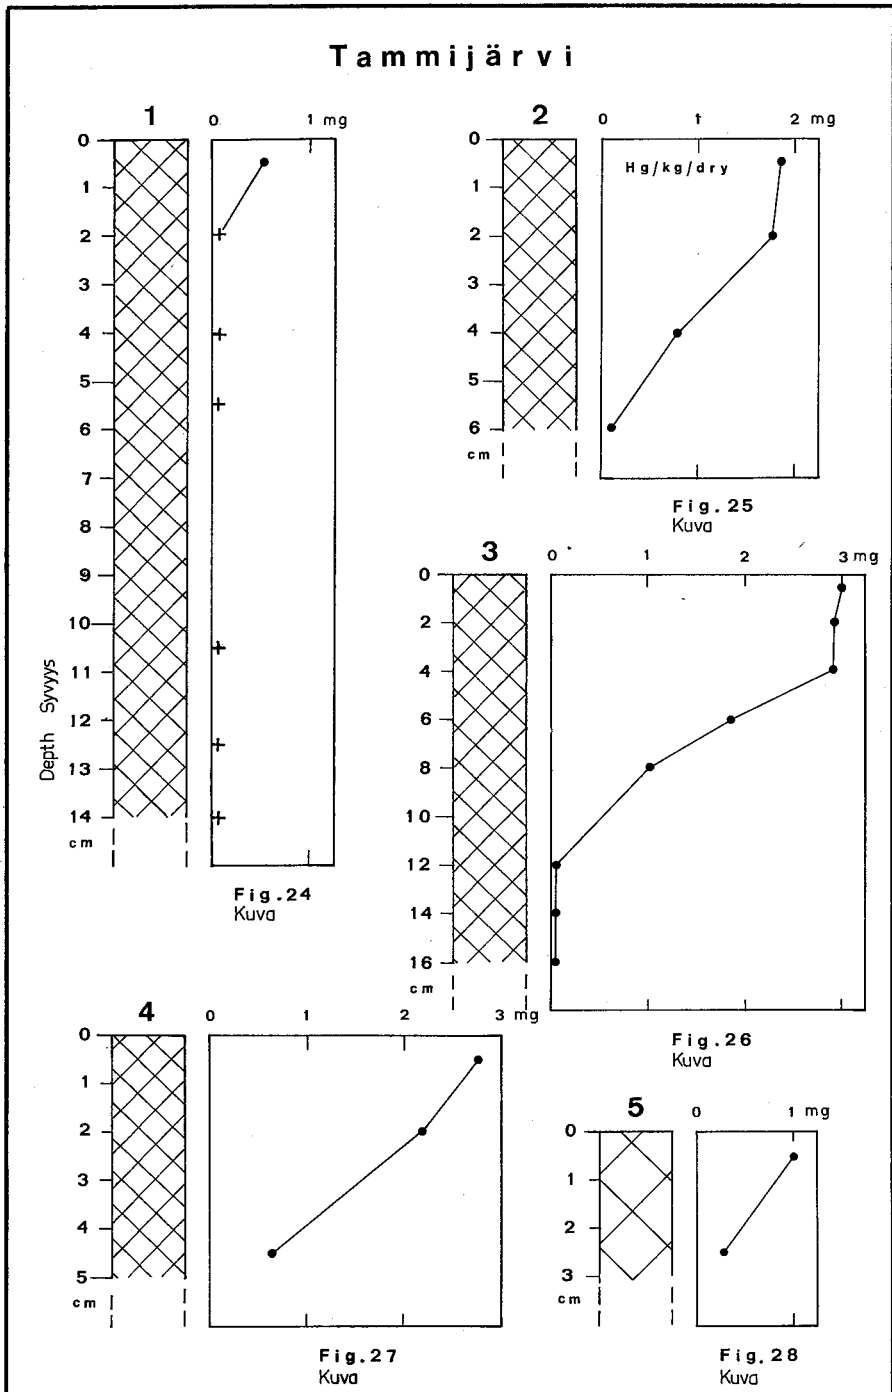 Tammijärvi
1
0 1 mg
0
1
2
3
4
5
6
7
8
9
10
11
12
13
14
cm
Depth Syvyys
Fig.24
Kuva
2
0 1 2 mg
Hg/kg/dry
0
1
2
3
4
5
6
cm
Fig.25
Kuva
3
0 1 2 3 mg
0
2
4
6
8
10
12
14
16
cm
Fig.26
Kuva
4
0 1 2 3 mg
0
1
2
3
4
5
cm
Fig.27
Kuva
5
0 1 mg
0
1
2
3
cm
Fig.28
Kuva